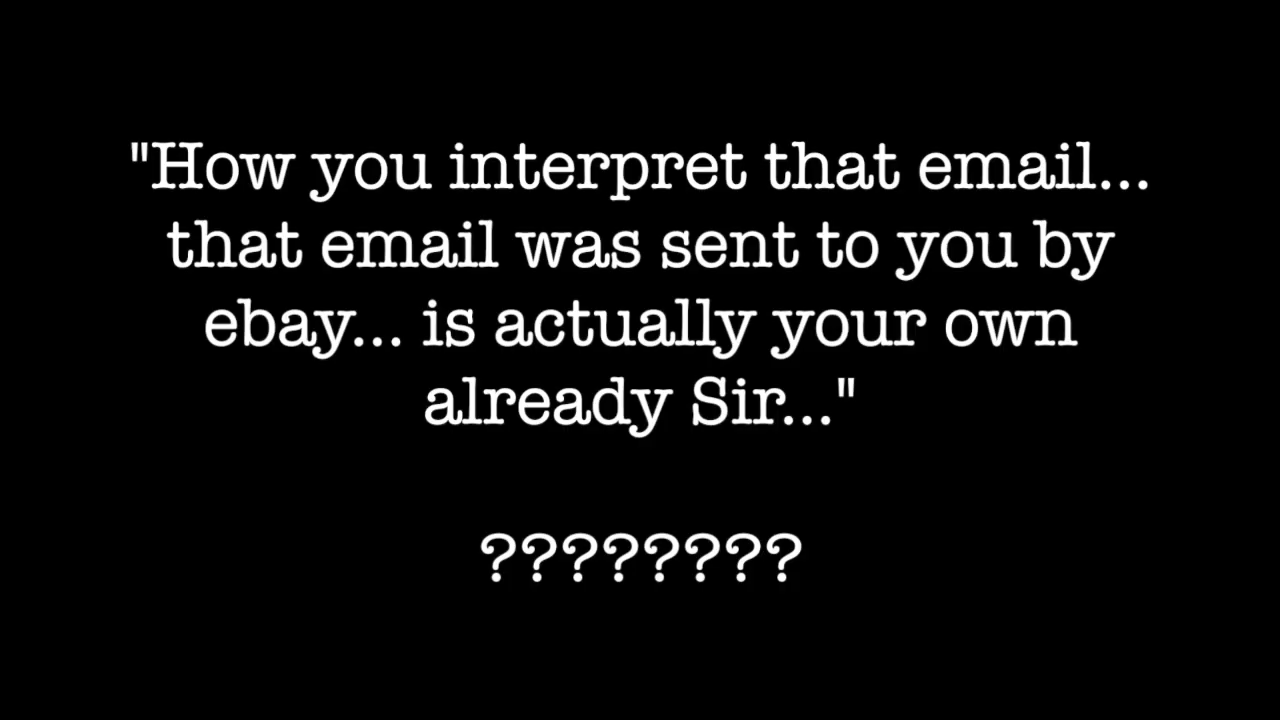 "How you interpret that email...
that email was sent to you by
ebay... is actually your own
already Sir..."
????????